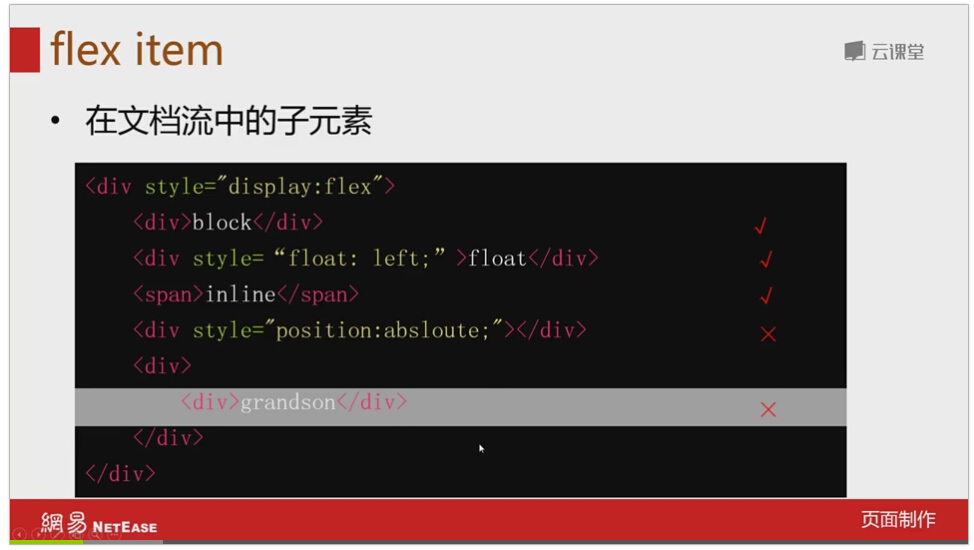 flex item
云课堂
• 在文档流中的子元素
<div style="display:flex">
<div>block</div> √
<div style=“float: left;” >float</div> √
<span>inline</span> √
<div style="position:absloute;"></div> ×
<div>
<div>grandson</div> ×
</div>
</div>
網易 NETEASE
页面制作